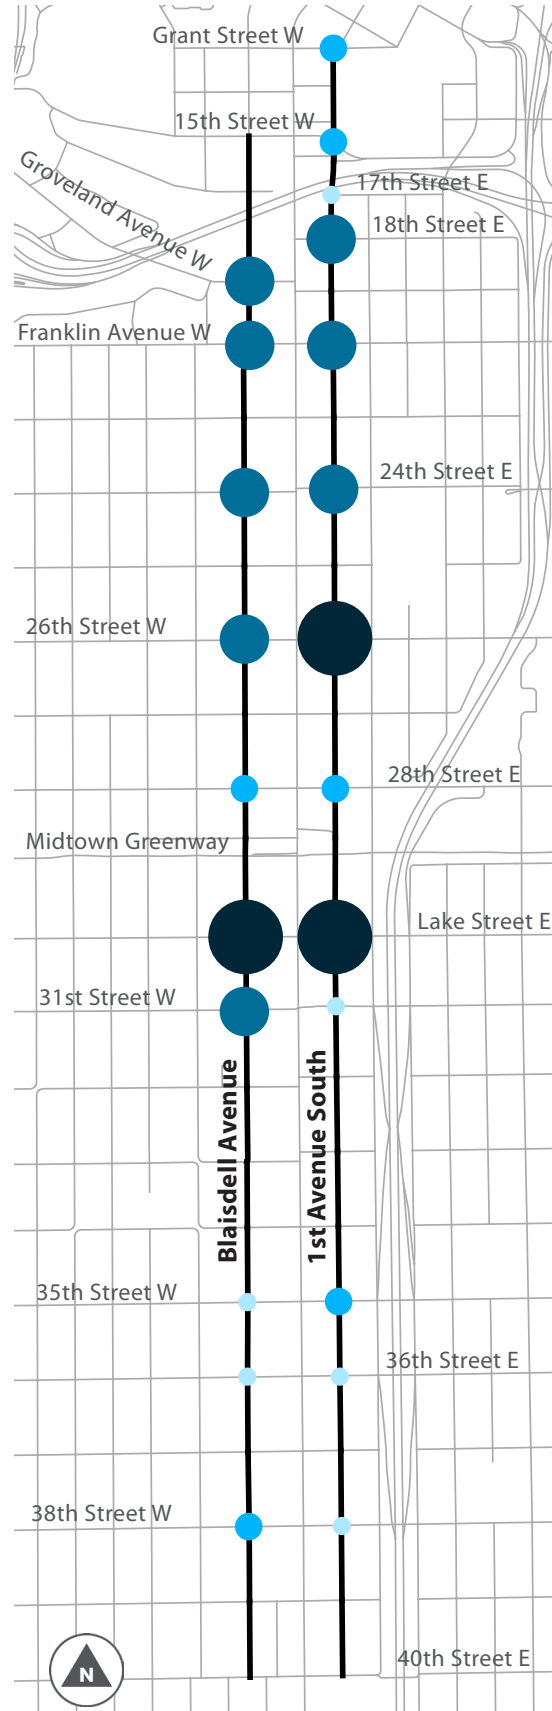 Grant Street W
15th Street W
17th Street E
Groveland Avenue W
18th Street E
Franklin Avenue W
24th Street E
26th Street W
28th Street E
Midtown Greenway
Lake Street E
31st Street W
Blaisdell Avenue
1st Avenue South
35th Street W
36th Street E
38th Street W
40th Street E
N